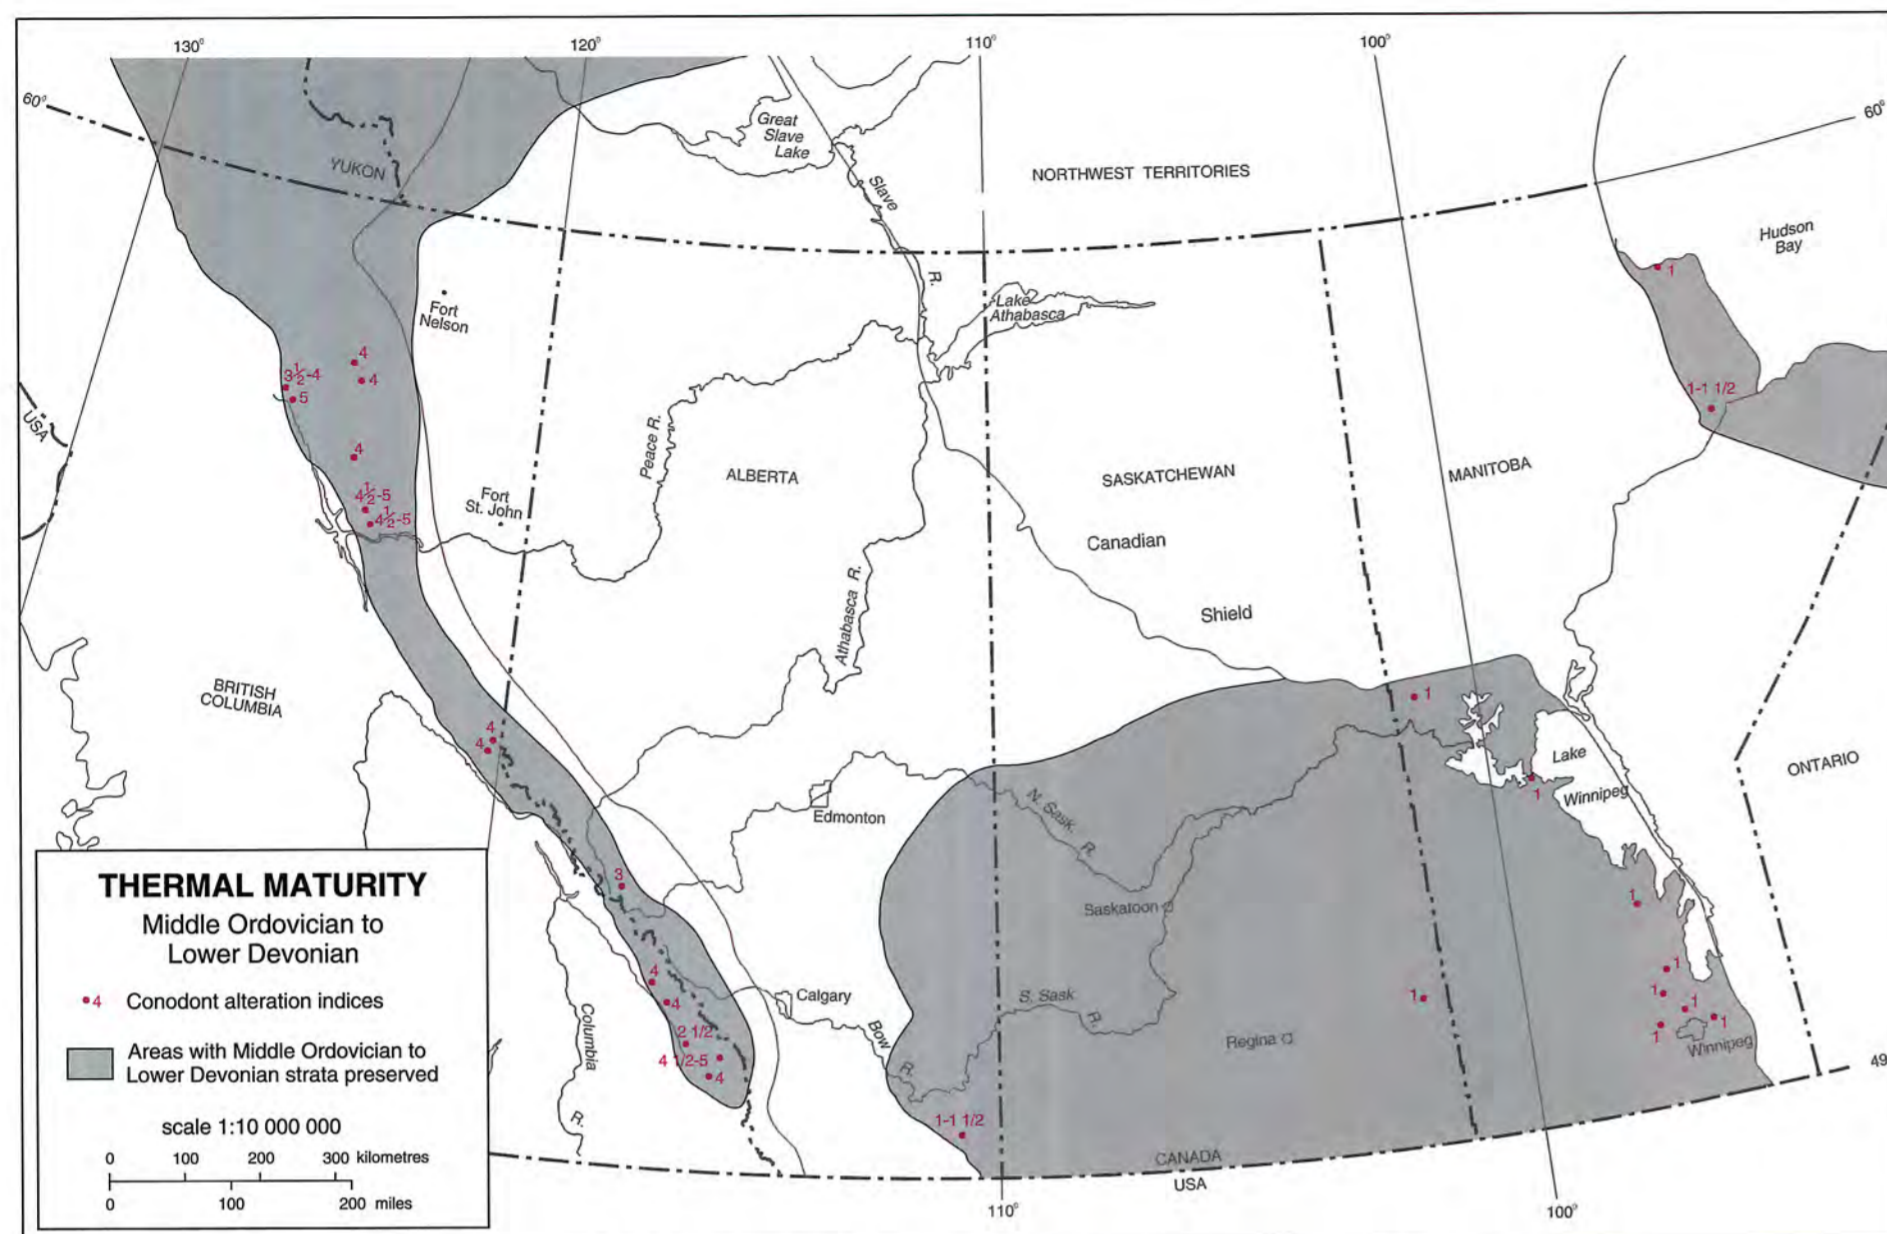 130°
120°
110°
100°
60°
60°
Great
Slave
Lake
YUKON
NORTHWEST TERRITORIES
Slave
R.
Hudson
Bay
Fort
Nelson
Lake
Athabasca
1
4
4
3½-4
5
1-1 1/2
USA
4
4½-5
4½-5
Fort
St. John
Peace R.
ALBERTA
SASKATCHEWAN
MANITOBA
Canadian
Shield
Athabasca R.
BRITISH
COLUMBIA
1
4
4
Lake
Winnipeg
1
ONTARIO
Edmonton
N. Sask.
R.
3
Saskatoon
1
4
4
1
1
1
1
1
1
Calgary
S. Sask.
R.
Columbia
R.
Bow
R.
2 1/2
4 1/2-5
4
Regina
Winnipeg
49
1-1 1/2
CANADA
USA
110°
100°
THERMAL MATURITY
Middle Ordovician to
Lower Devonian
4 Conodont alteration indices
Areas with Middle Ordovician to
Lower Devonian strata preserved
scale 1:10 000 000
0 100 200 300 kilometres
0 100 200 miles